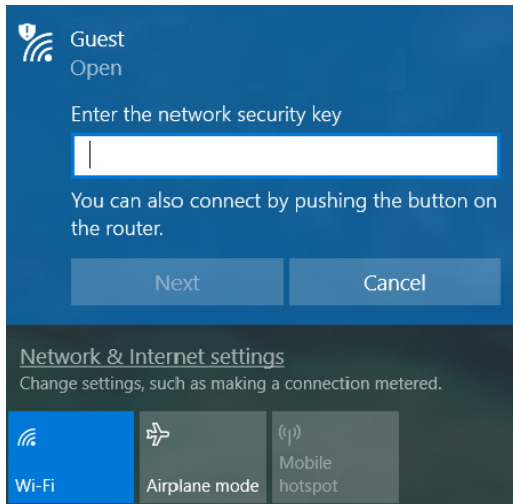 Guest
Open
Enter the network security key
You can also connect by pushing the button on
the router.
Next
Cancel
Network & Internet settings
Change settings, such as making a connection metered.
Wi-Fi
Airplane mode
Mobile
hotspot